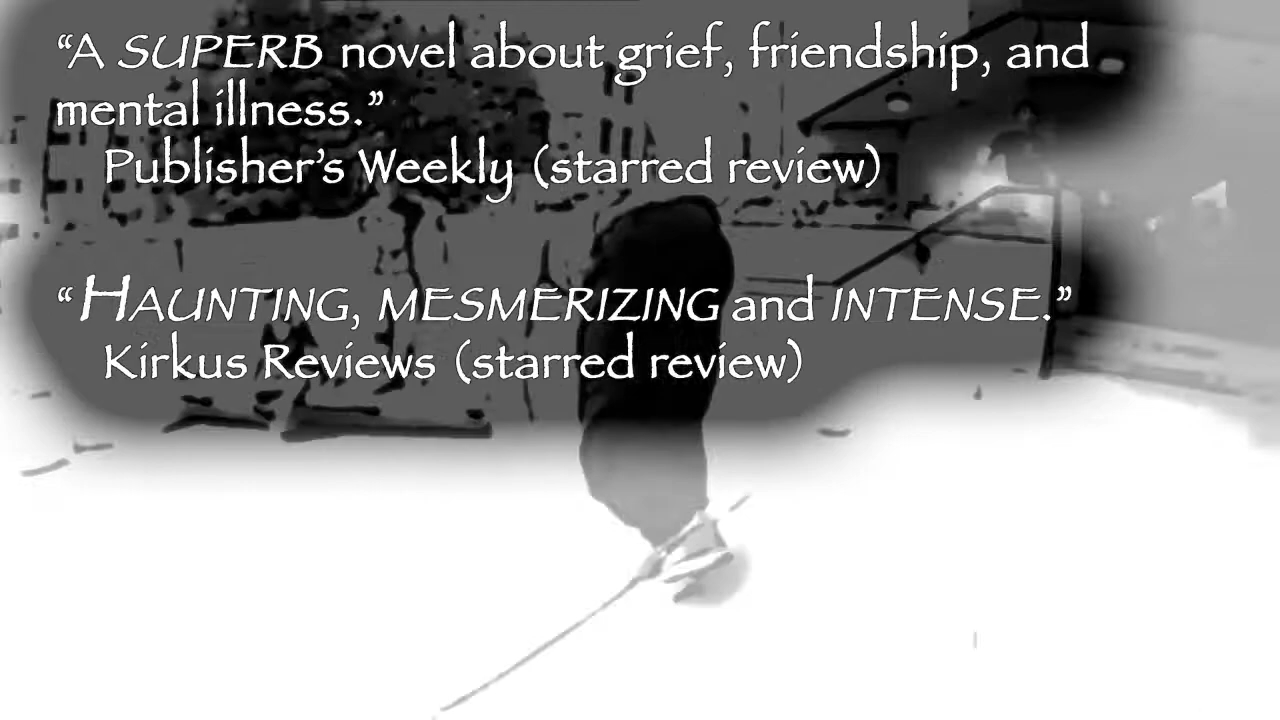 “A SUPERB novel about grief, friendship, and
mental illness.”
Publisher’s Weekly (starred review)
“HAUNTING, MESMERIZING and INTENSE.”
Kirkus Reviews (starred review)